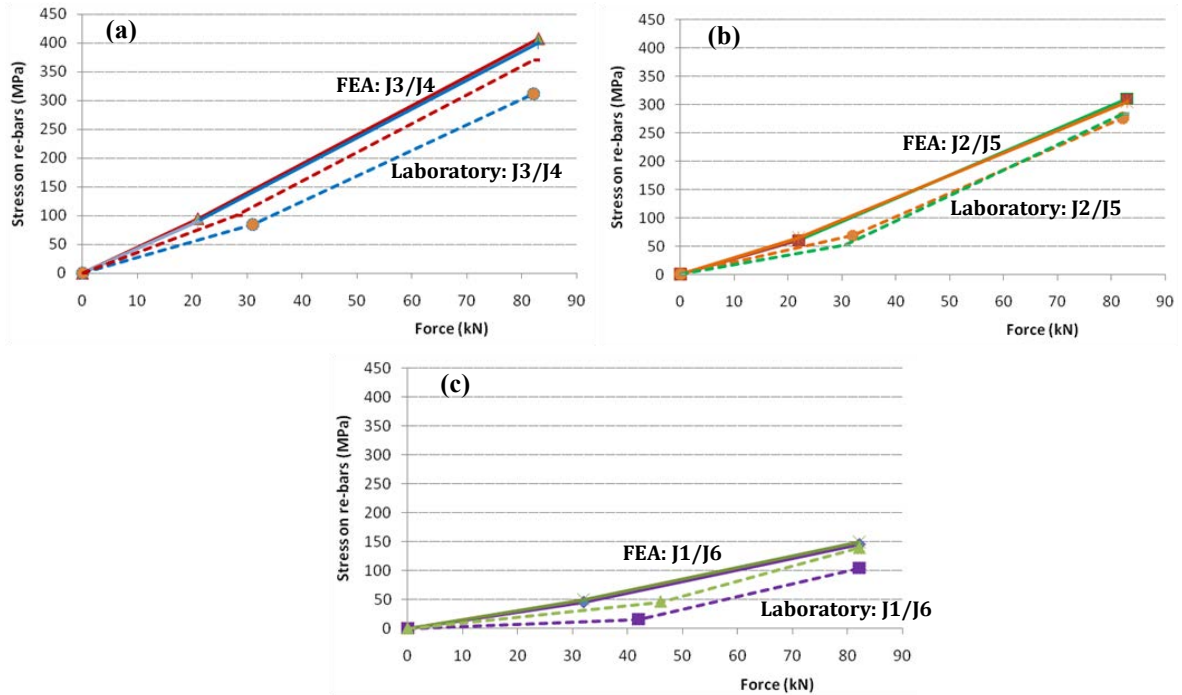 (a)
450
400
350
300
250
200
150
100
50
0
Stress on re-bars (MPa)
FEA: J3/J4
Laboratory: J3/J4
0 10 20 30 40 50 60 70 80 90
Force (kN)
(b)
450
400
350
300
250
200
150
100
50
0
Stress on re-bars (MPa)
FEA: J2/J5
Laboratory: J2/J5
0 10 20 30 40 50 60 70 80 90
Force (kN)
(c)
450
400
350
300
250
200
150
100
50
0
Stress on re-bars (MPa)
FEA: J1/J6
Laboratory: J1/J6
0 10 20 30 40 50 60 70 80 90
Force (kN)